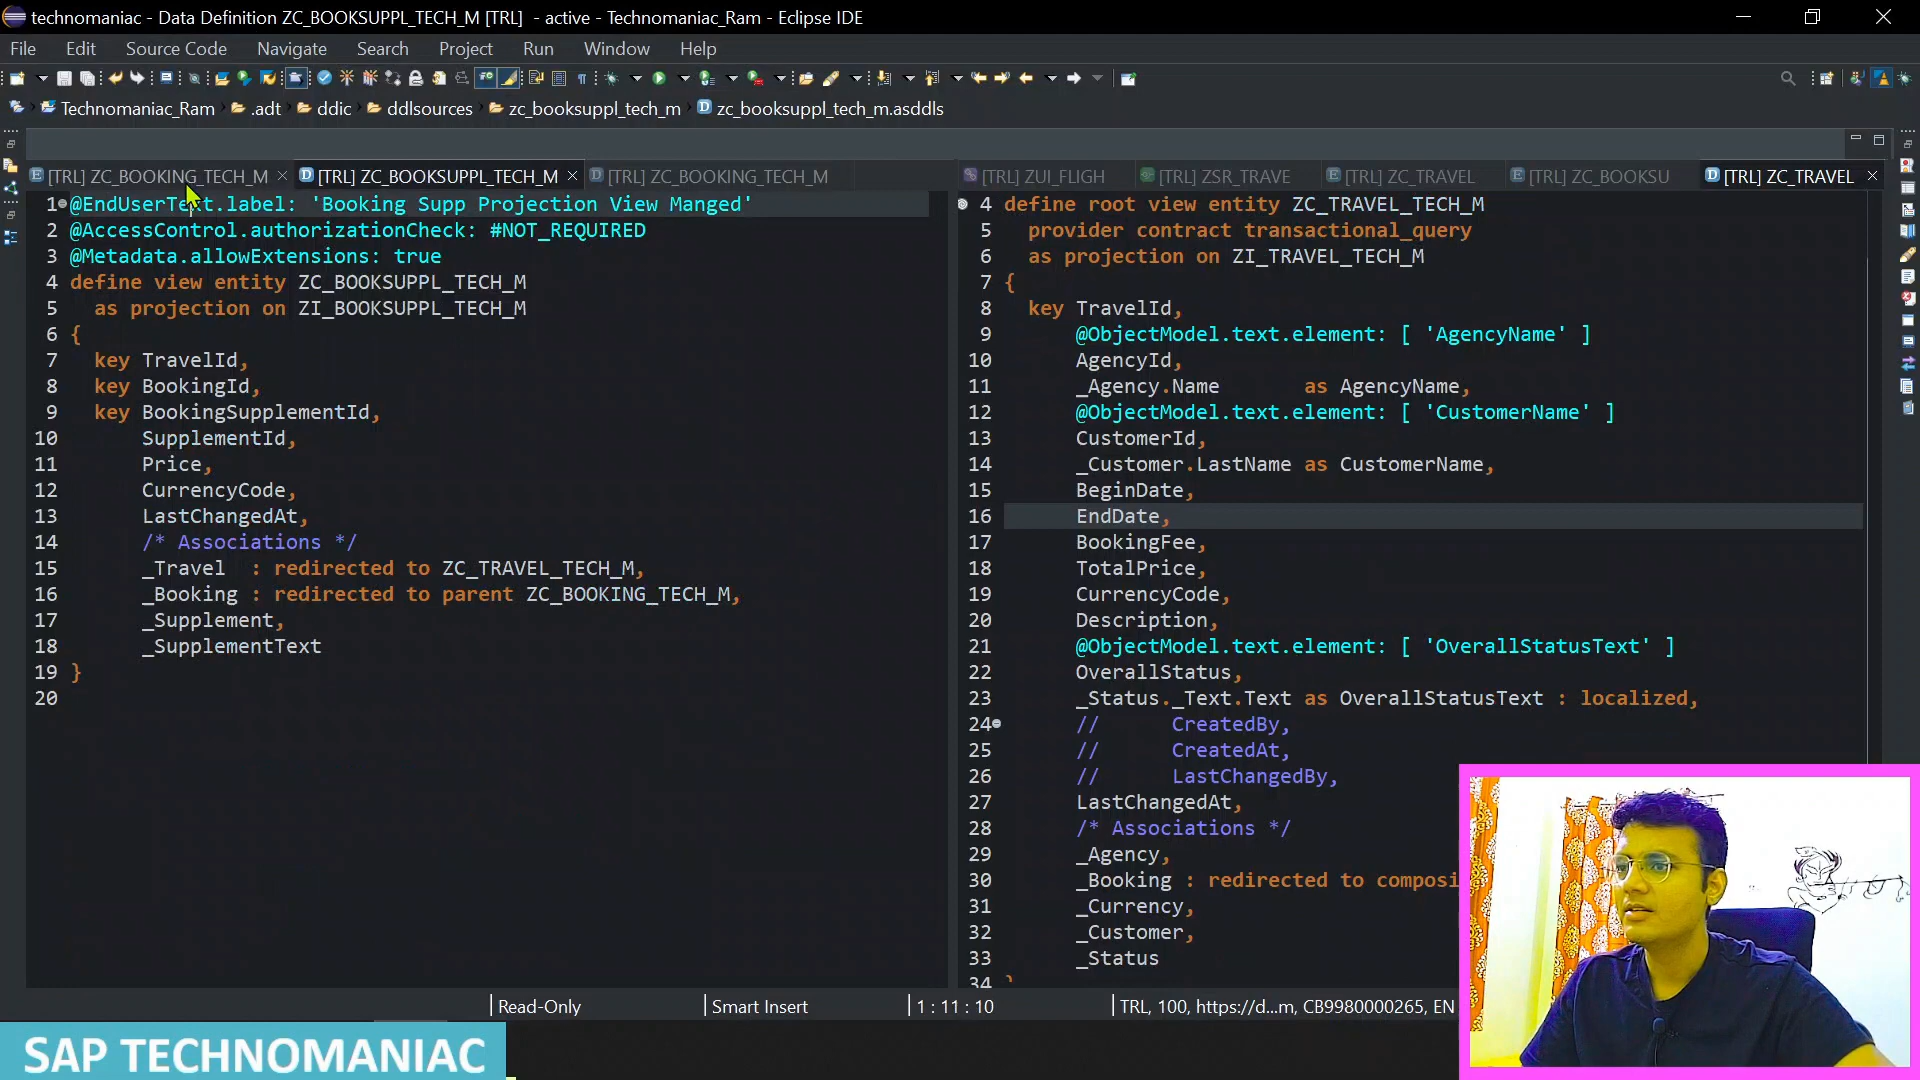 technomaniac - Data Definition ZC_BOOKSUPPL_TECH_M [TRL] - active - Technomaniac_Ram - Eclipse IDE
File Edit Source Code Navigate Search Project Run Window Help
Technomaniac_Ram .adt ddic ddlsources zc_booksuppl_tech_m zc_booksuppl_tech_m.asddls
[TRL] ZC_BOOKING_TECH_M [TRL] ZC_BOOKSUPPL_TECH_M [TRL] ZC_BOOKING_TECH_M
1 @EndUserText.label: 'Booking Supp Projection View Manged'
2 @AccessControl.authorizationCheck: #NOT_REQUIRED
3 @Metadata.allowExtensions: true
4 define view entity ZC_BOOKSUPPL_TECH_M
5 as projection on ZI_BOOKSUPPL_TECH_M
6 {
7 key TravelId,
8 key BookingId,
9 key BookingSupplementId,
10 SupplementId,
11 Price,
12 CurrencyCode,
13 LastChangedAt,
14 /* Associations */
15 _Travel : redirected to ZC_TRAVEL_TECH_M,
16 _Booking : redirected to parent ZC_BOOKING_TECH_M,
17 _Supplement,
18 _SupplementText
19 }
20
[TRL] ZUI_FLIGH [TRL] ZSR_TRAVE [TRL] ZC_TRAVEL [TRL] ZC_BOOKSU [TRL] ZC_TRAVEL
4 define root view entity ZC_TRAVEL_TECH_M
5 provider contract transactional_query
6 as projection on ZI_TRAVEL_TECH_M
7 {
8 key TravelId,
9 @ObjectModel.text.element: [ 'AgencyName' ]
10 AgencyId,
11 _Agency.Name as AgencyName,
12 @ObjectModel.text.element: [ 'CustomerName' ]
13 CustomerId,
14 _Customer.LastName as CustomerName,
15 BeginDate,
16 EndDate,
17 BookingFee,
18 TotalPrice,
19 CurrencyCode,
20 Description,
21 @ObjectModel.text.element: [ 'OverallStatusText' ]
22 OverallStatus,
23 _Status._Text.Text as OverallStatusText : localized,
24 // CreatedBy,
25 // CreatedAt,
26 // LastChangedBy,
27 LastChangedAt,
28 /* Associations */
29 _Agency,
30 _Booking : redirected to composi
31 _Currency,
32 _Customer,
33 _Status
34
Read-Only Smart Insert 1 : 11 : 10 TRL, 100, https://d...m, CB9980000265, EN
SAP TECHNOMANIAC